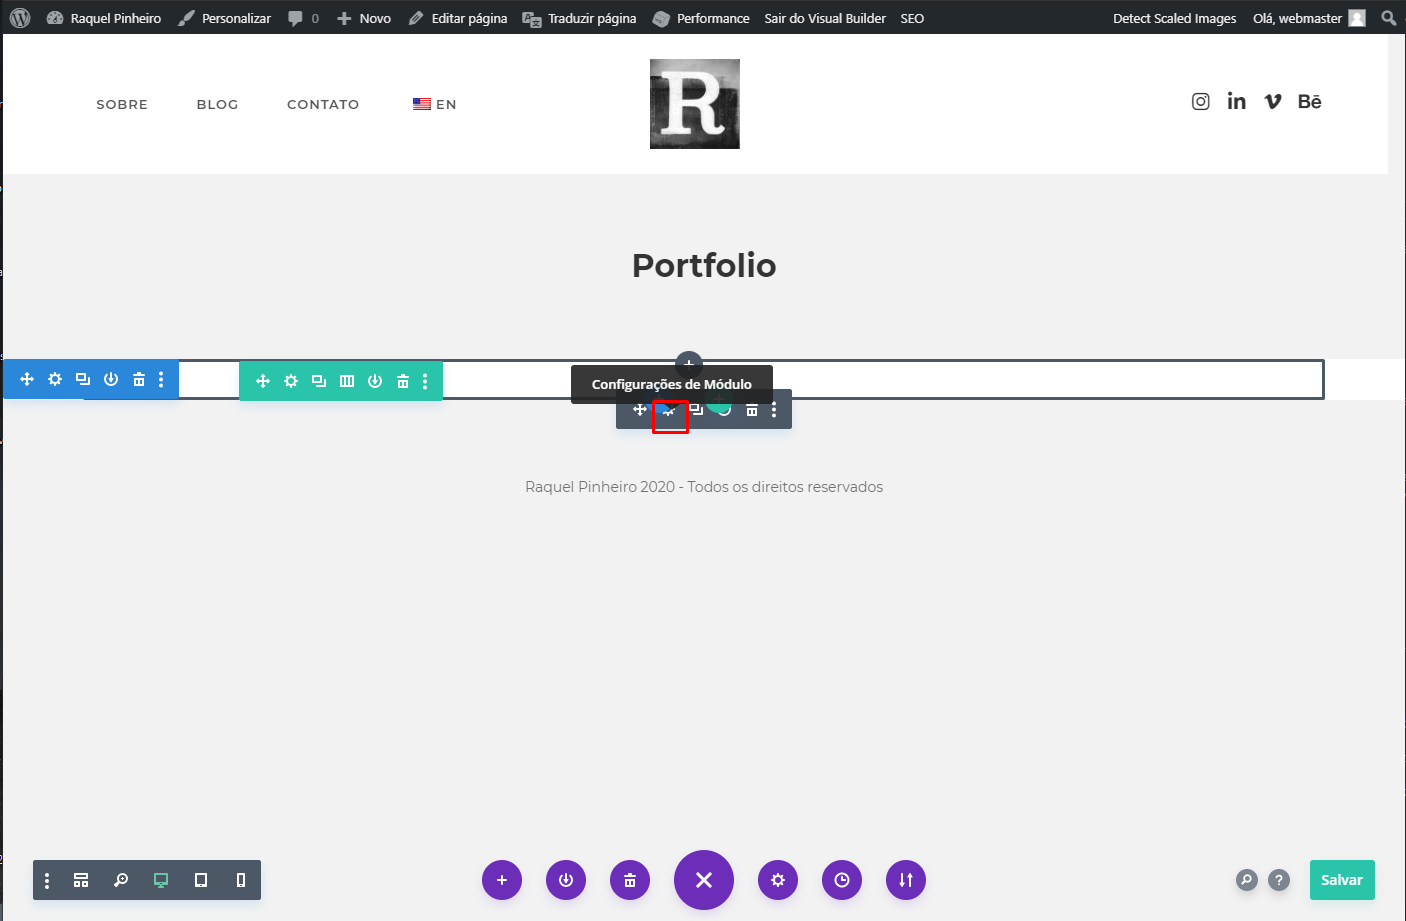 Raquel Pinheiro Personalizar 0 Novo Editar página Traduzir página Performance Sair do Visual Builder SEO Detect Scaled Images Olá, webmaster
SOBRE BLOG CONTATO EN
R
in Bē
Portfolio
Configurações de Módulo
Raquel Pinheiro 2020 - Todos os direitos reservados
? Salvar